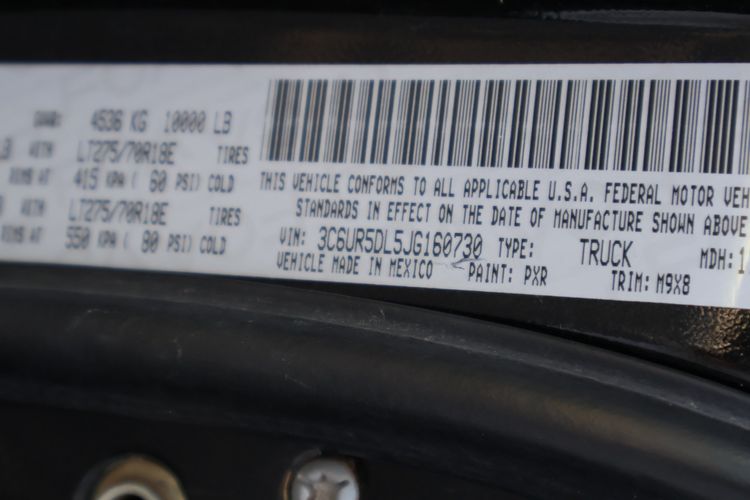 4536 KG 10000 LB
LT275/70R18E TIRES
415 KPA ( 60 PSI) COLD
LT275/70R18E TIRES
550 KPA ( 80 PSI) COLD
THIS VEHICLE CONFORMS TO ALL APPLICABLE U.S.A. FEDERAL MOTOR VEH
STANDARDS IN EFFECT ON THE DATE OF MANUFACTURE SHOWN ABOVE
VIN: 3C6UR5DL5JG160730 TYPE: TRUCK MDH: 1
VEHICLE MADE IN MEXICO PAINT: PXR TRIM: M9X8